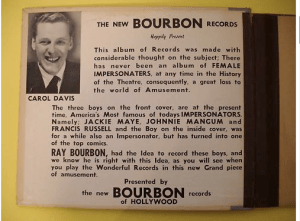 THE NEW BOURBON RECORDS
Happily Present
This album of Records was made with
considerable thought on the subject; There
has never been an album of FEMALE
IMPERSONATERS, at any time in the History
of the Theatre, consequently, a great loss to
the world of Amusement.
CAROL DAVIS
The three boys on the front cover, are at the present
time, America's Most famous of todays IMPERSONATORS,
Namely; JACKIE MAYE, JOHNNIE MANGUM and
FRANCIS RUSSELL and the Boy on the inside cover, was
for a while also an Impersonator, but has turned into one
of the top comics.
RAY BOURBON, had the Idea to record these boys, and
we know he is right with this Idea, as you will see when
you play the Wonderful Records in this new Grand piece
of amusement.
Presented by
the new BOURBON records
of HOLLYWOOD